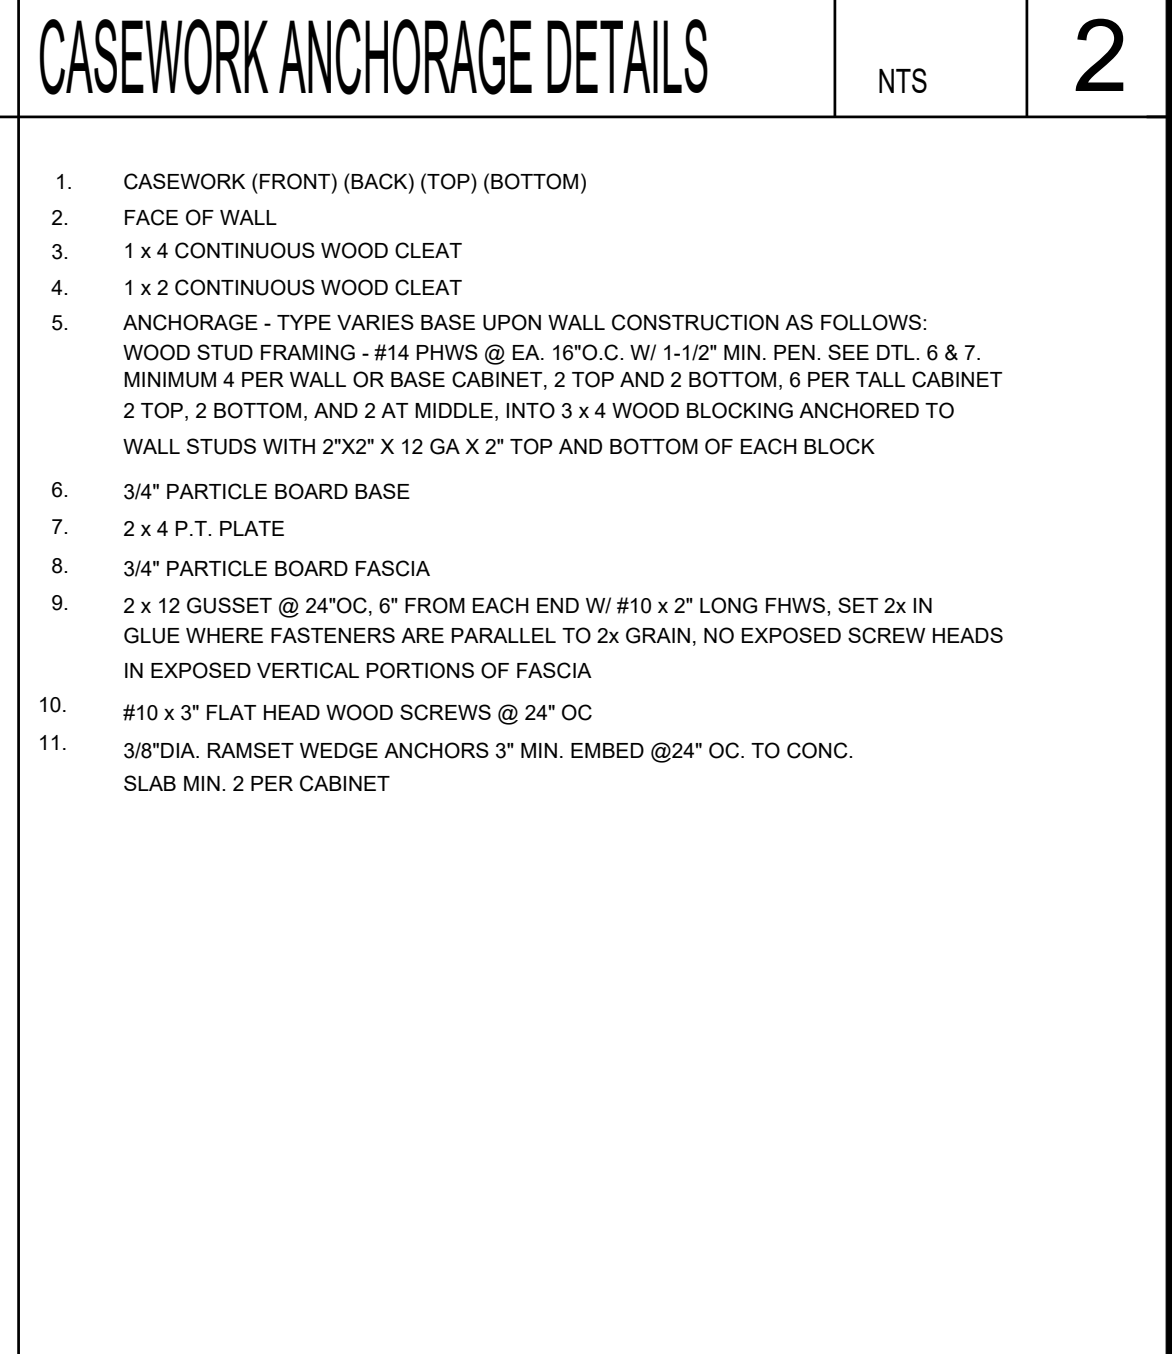 CASEWORK ANCHORAGE DETAILS NTS 2
1. CASEWORK (FRONT) (BACK) (TOP) (BOTTOM)
2. FACE OF WALL
3. 1 x 4 CONTINUOUS WOOD CLEAT
4. 1 x 2 CONTINUOUS WOOD CLEAT
5. ANCHORAGE - TYPE VARIES BASE UPON WALL CONSTRUCTION AS FOLLOWS:
WOOD STUD FRAMING - #14 PHWS @ EA. 16"O.C. W/ 1-1/2" MIN. PEN. SEE DTL. 6 & 7.
MINIMUM 4 PER WALL OR BASE CABINET, 2 TOP AND 2 BOTTOM, 6 PER TALL CABINET
2 TOP, 2 BOTTOM, AND 2 AT MIDDLE, INTO 3 x 4 WOOD BLOCKING ANCHORED TO
WALL STUDS WITH 2"X2" X 12 GA X 2" TOP AND BOTTOM OF EACH BLOCK
6. 3/4" PARTICLE BOARD BASE
7. 2 x 4 P.T. PLATE
8. 3/4" PARTICLE BOARD FASCIA
9. 2 x 12 GUSSET @ 24"OC, 6" FROM EACH END W/ #10 x 2" LONG FHWS, SET 2x IN
GLUE WHERE FASTENERS ARE PARALLEL TO 2x GRAIN, NO EXPOSED SCREW HEADS
IN EXPOSED VERTICAL PORTIONS OF FASCIA
10. #10 x 3" FLAT HEAD WOOD SCREWS @ 24" OC
11. 3/8"DIA. RAMSET WEDGE ANCHORS 3" MIN. EMBED @24" OC. TO CONC.
SLAB MIN. 2 PER CABINET